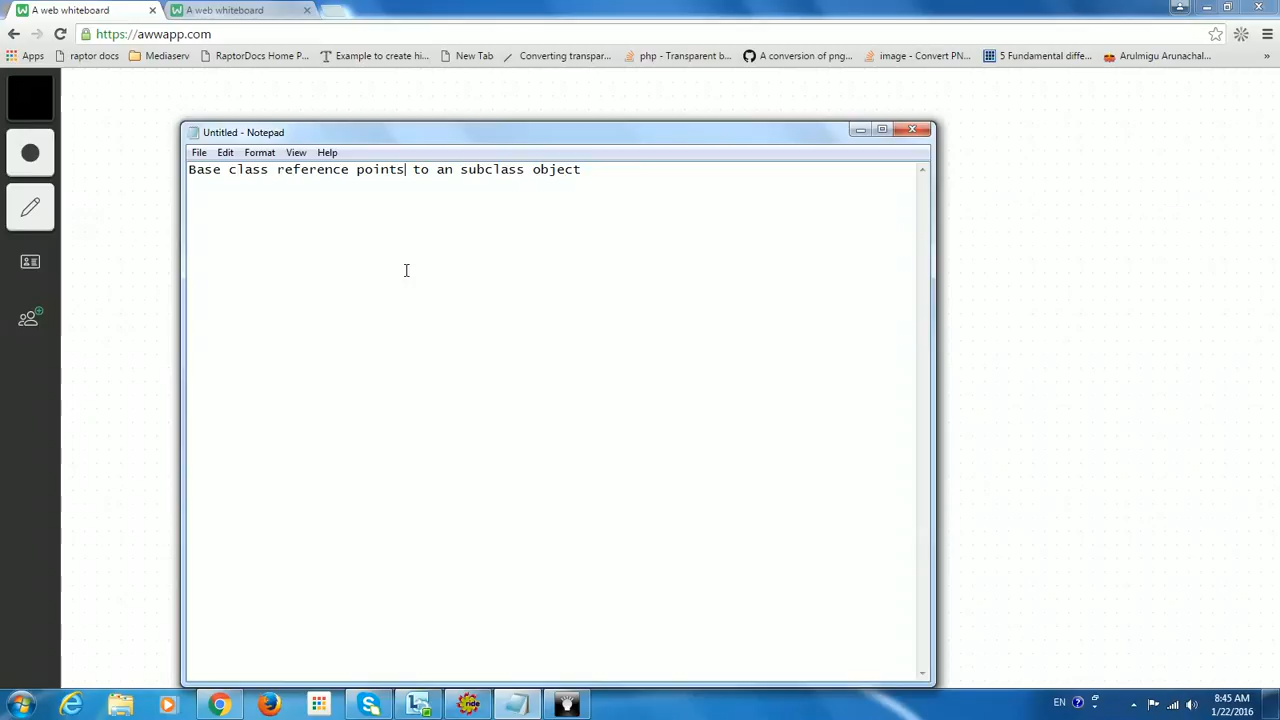 A web whiteboard
A web whiteboard
https://awwapp.com
Apps raptor docs Mediaserv RaptorDocs Home P... Example to create hi... New Tab Converting transpar... php - Transparent b... A conversion of png... image - Convert PN... 5 Fundamental diffe... Arulmigu Arunachal... »
Untitled - Notepad
File Edit Format View Help
Base class reference points to an subclass object
EN
8:45 AM
1/22/2016